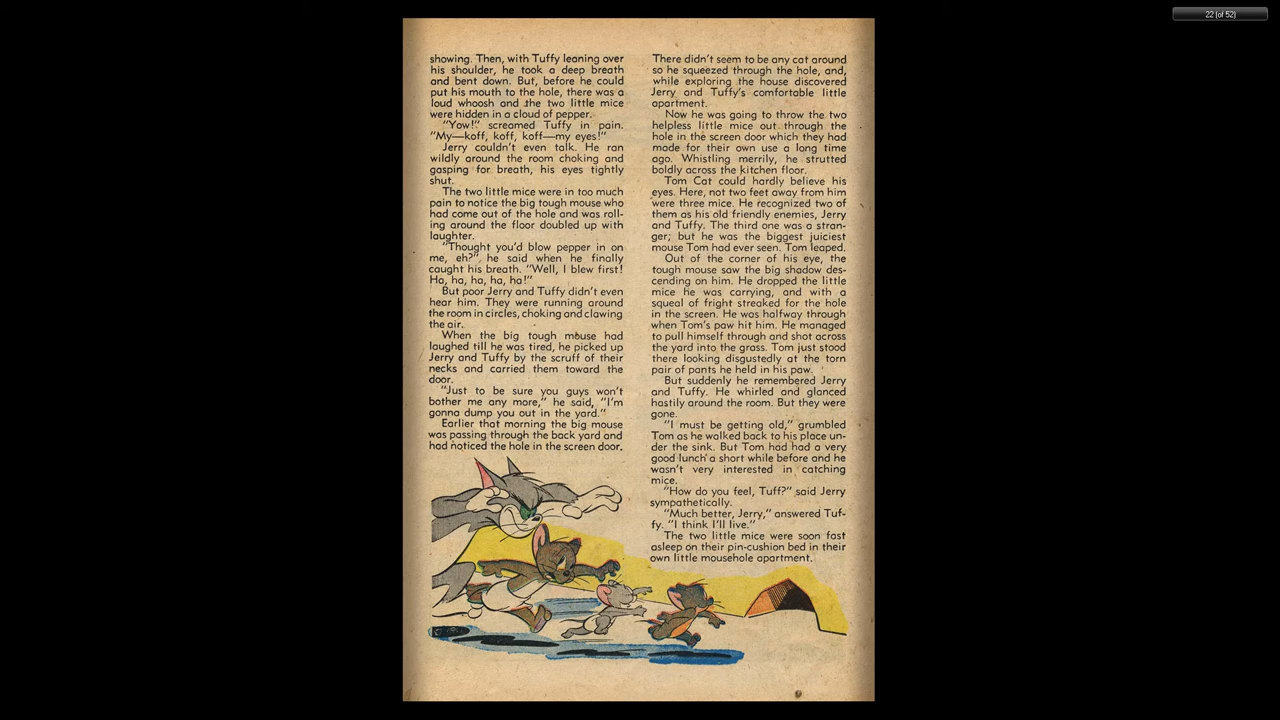 22 (of 52)
showing. Then, with Tuffy leaning over
his shoulder, he took a deep breath
and bent down. But, before he could
put his mouth to the hole, there was a
loud whoosh and the two little mice
were hidden in a cloud of pepper.
"Yow!" screamed Tuffy in pain.
"My—koff, koff, koff—my eyes!"
Jerry couldn't even talk. He ran
wildly around the room choking and
gasping for breath, his eyes tightly
shut.
The two little mice were in too much
pain to notice the big tough mouse who
had come out of the hole and was roll-
ing around the floor doubled up with
laughter.
"Thought you'd blow pepper in on
me, eh?", he said when he finally
caught his breath. "Well, I blew first!
Ha, ha, ha, ha, ha!"
But poor Jerry and Tuffy didn't even
hear him. They were running around
the room in circles, choking and clawing
the air.
When the big tough mouse had
laughed till he was tired, he picked up
Jerry and Tuffy by the scruff of their
necks and carried them toward the
door.
"Just to be sure you guys won't
bother me any more," he said, "I'm
gonna dump you out in the yard."
Earlier that morning the big mouse
was passing through the back yard and
had noticed the hole in the screen door.
There didn't seem to be any cat around
so he squeezed through the hole, and,
while exploring the house discovered
Jerry and Tuffy's comfortable little
apartment.
Now he was going to throw the two
helpless little mice out through the
hole in the screen door which they had
made for their own use a long time
ago. Whistling merrily, he strutted
boldly across the kitchen floor.
Tom Cat could hardly believe his
eyes. Here, not two feet away from him
were three mice. He recognized two of
them as his old friendly enemies, Jerry
and Tuffy. The third one was a stran-
ger; but he was the biggest juiciest
mouse Tom had ever seen. Tom leaped.
Out of the corner of his eye, the
tough mouse saw the big shadow des-
cending on him. He dropped the little
mice he was carrying, and with a
squeal of fright streaked for the hole
in the screen. He was halfway through
when Tom's paw hit him. He managed
to pull himself through and shot across
the yard into the grass. Tom just stood
there looking disgustedly at the torn
pair of pants he held in his paw.
But suddenly he remembered Jerry
and Tuffy. He whirled and glanced
hastily around the room. But they were
gone.
"I must be getting old," grumbled
Tom as he walked back to his place un-
der the sink. But Tom had had a very
good lunch a short while before and he
wasn't very interested in catching
mice.
"How do you feel, Tuff?" said Jerry
sympathetically.
"Much better, Jerry," answered Tuf-
fy. "I think I'll live."
The two little mice were soon fast
asleep on their pin-cushion bed in their
own little mousehole apartment.